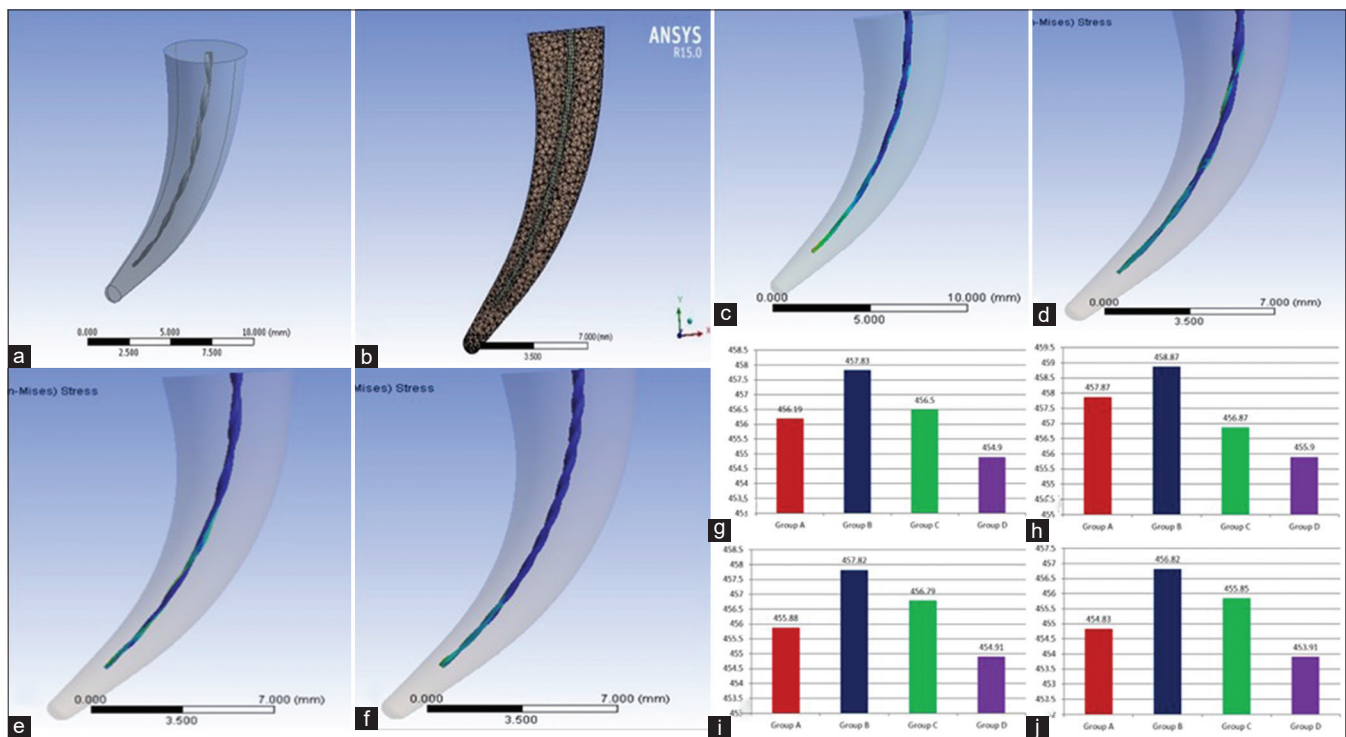 0.000 5.000 10.000 (mm)
2.500 7.500
a
ANSYS
R15.0
Y
X
7.000 (mm)
3.500
b
0.000 10.000 (mm)
5.000
c
n-Mises) Stress
0.000 7.000 (mm)
3.500
d
n-Mises) Stress
0.000 7.000 (mm)
3.500
e
Mises) Stress
0.000 7.000 (mm)
3.500
f
458.5
458
457.5
457
456.5
456
455.5
455
454.5
454
453.5
453
456.19
457.83
456.5
454.9
Group A Group B Group C Group D
g
459.5
459
458.5
458
457.5
457
456.5
456
455.5
455
455
457.87
458.87
456.87
455.9
Group A Group B Group C Group D
h
458.5
458
457.5
457
456.5
456
455.5
455
454.5
454
453.5
455.88
457.82
456.79
454.91
Group A Group B Group C Group D
i
457.5
457
456.5
456
455.5
455
454.5
454
453.5
453
454.83
456.82
455.85
453.91
Group A Group B Group C Group D
j